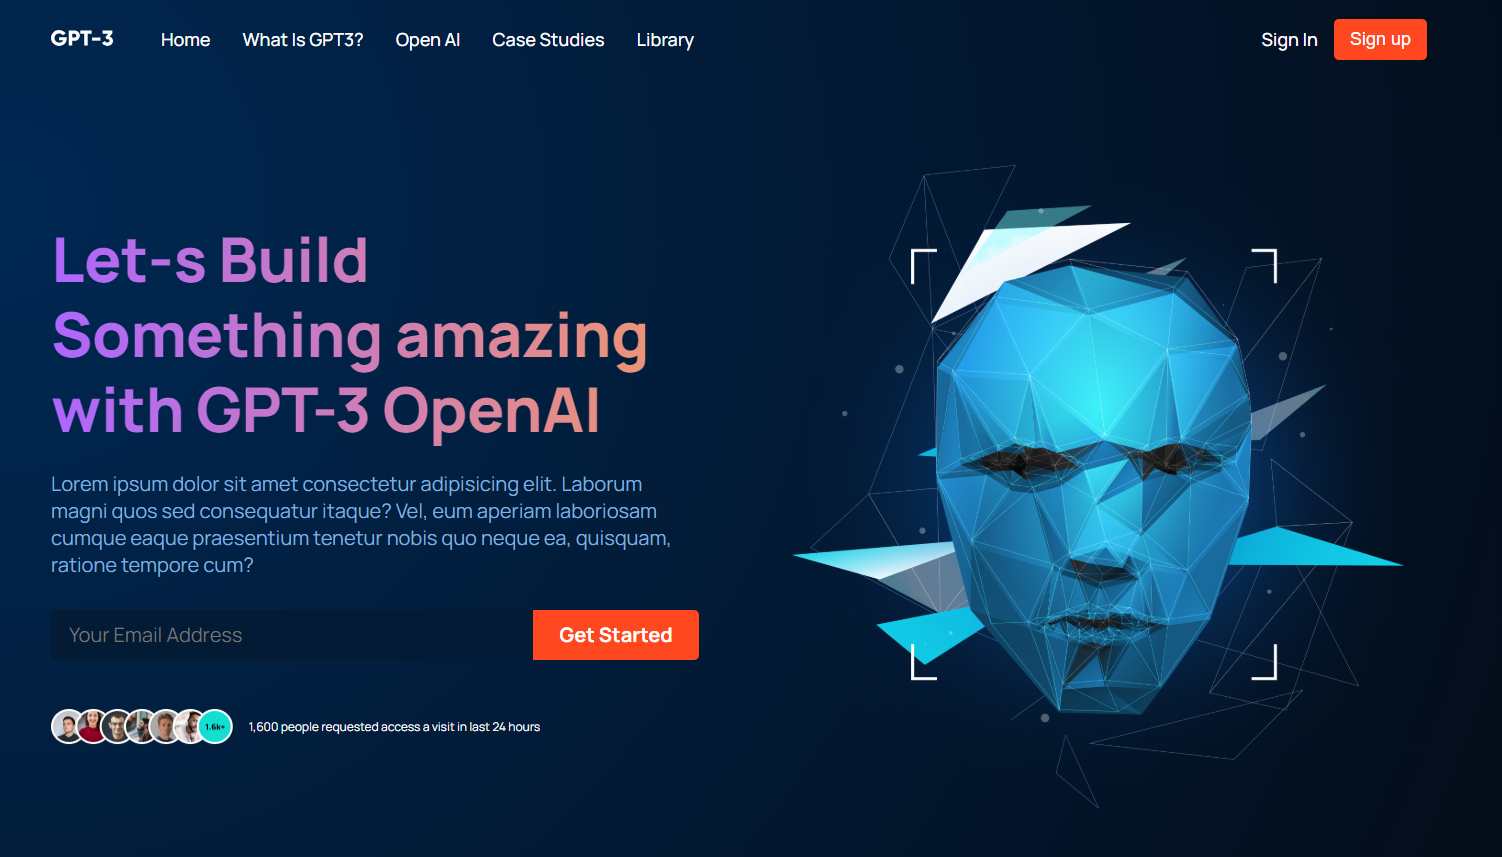 GPT-3
Home
What Is GPT3?
Open AI
Case Studies
Library
Sign In
Sign up
Let-s Build
Something amazing
with GPT-3 OpenAI
Lorem ipsum dolor sit amet consectetur adipisicing elit. Laborum
magni quos sed consequatur itaque? Vel, eum aperiam laboriosam
cumque eaque praesentium tenetur nobis quo neque ea, quisquam,
ratione tempore cum?
Your Email Address
Get Started
1.6k+
1,600 people requested access a visit in last 24 hours